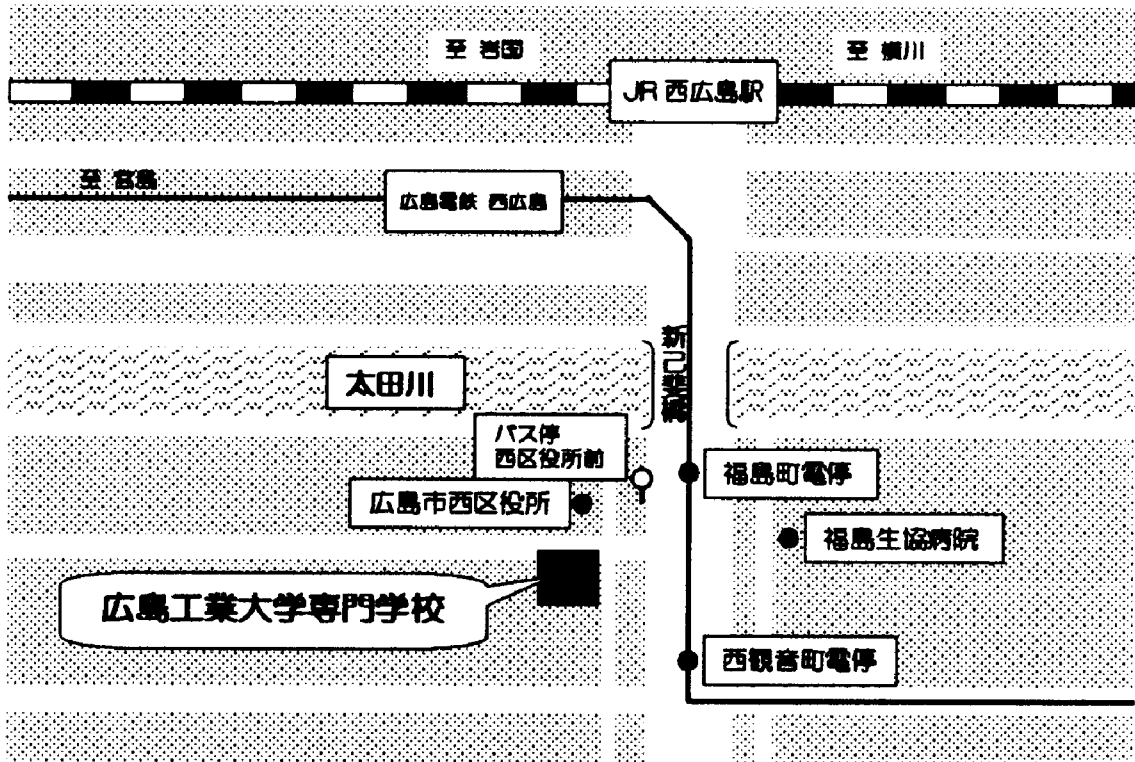 至 岩国
至 横川
JR 西広島駅
至 宮島
広島電鉄 西広島
新己斐橋
太田川
バス停
西区役所前
福島町電停
広島市西区役所
福島生協病院
広島工業大学専門学校
西観音町電停